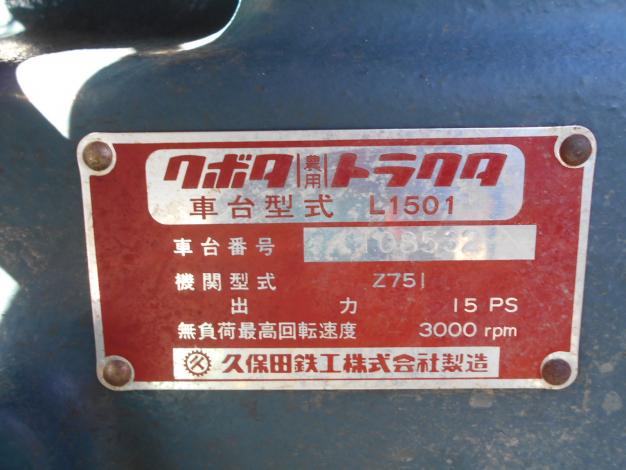 クボタ農用トラクタ
車台型式 L1501
車台番号
機関型式 Z751
出力 15 PS
無負荷最高回転速度 3000 rpm
久保田鉄工株式会社製造